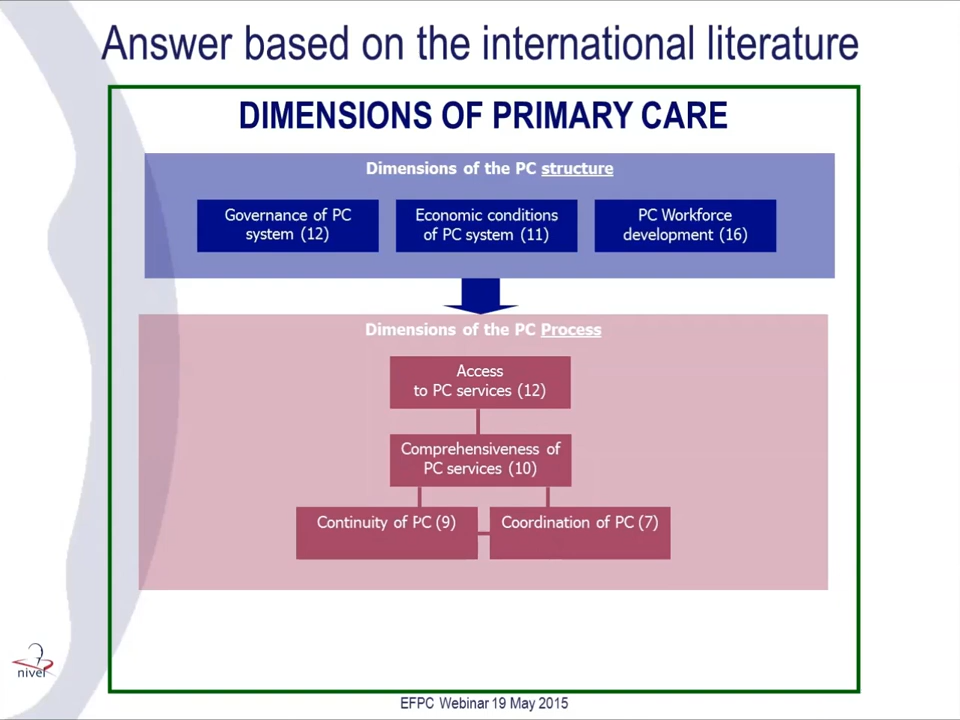 Answer based on the international literature
DIMENSIONS OF PRIMARY CARE
Dimensions of the PC structure
Governance of PC
system (12)
Economic conditions
of PC system (11)
PC Workforce
development (16)
Dimensions of the PC Process
Access
to PC services (12)
Comprehensiveness of
PC services (10)
Continuity of PC (9)
Coordination of PC (7)
nivel
EFPC Webinar 19 May 2015